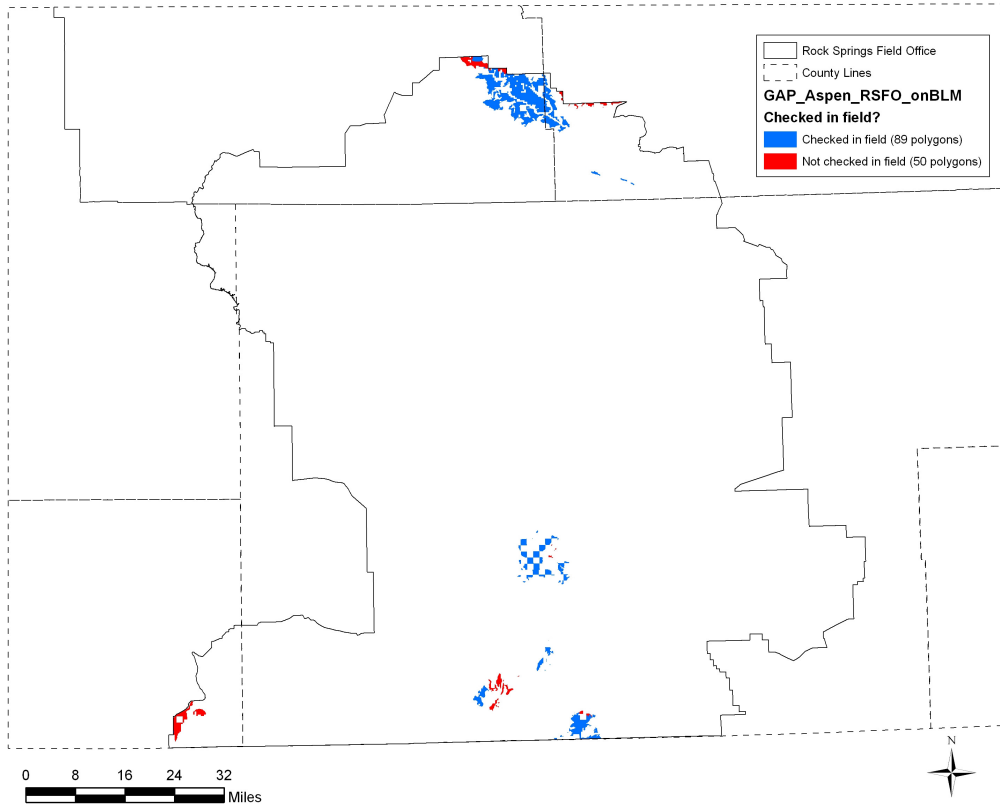 Rock Springs Field Office
County Lines
GAP_Aspen_RSFO_onBLM
Checked in field?
Checked in field (89 polygons)
Not checked in field (50 polygons)
N
0 8 16 24 32
Miles